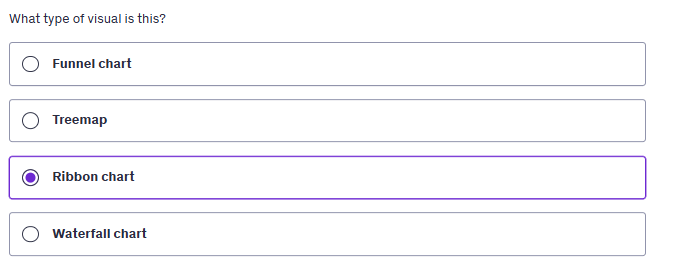 What type of visual is this?
Funnel chart
Treemap
Ribbon chart
Waterfall chart